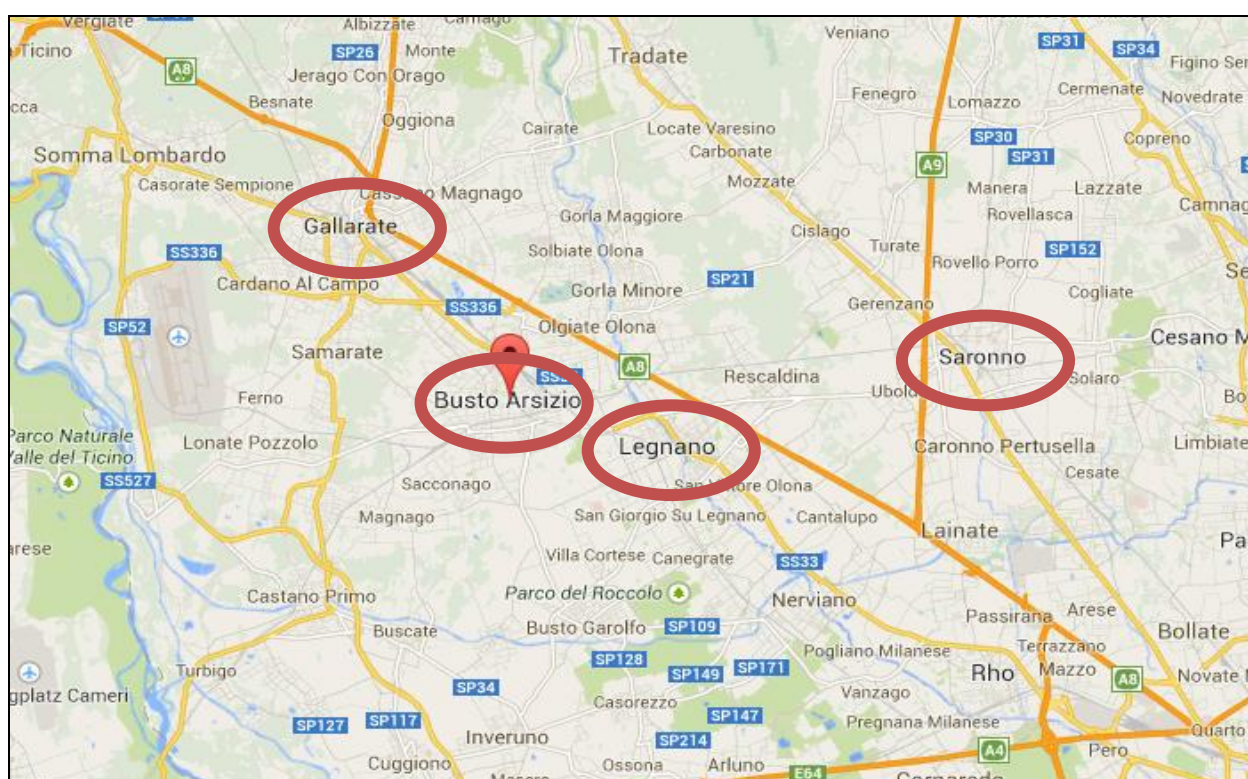 Vergiate
Albizzate
Veniano
SP31
SP34
Ticino
SP26
Monte
Tradate
Figino Ser
A8
Jerago Con Orago
Besnate
Fenegrò
Lomazzo
Cermenate
Novedrate
Oggiona
Cairate
Locate Varesino
SP30
Copreno
Somma Lombardo
Carbonate
A9
SP31
Casorate Sempione
Cassano Magnago
Mozzate
Manera
Lazzate
Gallarate
Gorla Maggiore
Cislago
Rovellasca
Camnag
SS336
Solbiate Olona
Turate
SP152
Rovello Porro
Cardano Al Campo
Gorla Minore
SP21
Cogliate
SS336
Gerenzano
SP52
Olgiate Olona
Cesano M
Samarate
Saronno
A8
Rescaldina
Solaro
Ferno
Busto Arsizio
Ubold
Bo
Parco Naturale
Valle del Ticino
Lonate Pozzolo
Legnano
Caronno Pertusella
Limbiate
SS527
Sacconago
San Vittore Olona
Cesate
Magnago
San Giorgio Su Legnano
Cantalupo
Lainate
Pa
Villa Cortese
Canegrate
SS33
Castano Primo
Parco del Roccolo
Nerviano
Passirana
Arese
Buscate
Busto Garolfo
SP109
Bollate
Turbigo
SP128
Pogliano Milanese
Terrazzano
gplatz Cameri
SP34
SP149
SP171
Rho
Mazzo
A8
Novate
Casorezzo
Vanzago
SP127
SP117
SP147
Pregnana Milanese
Quarto
Inveruno
SP214
A4
Pero
Cuggiono
Ossona
Arluno
E64
Cornaredo